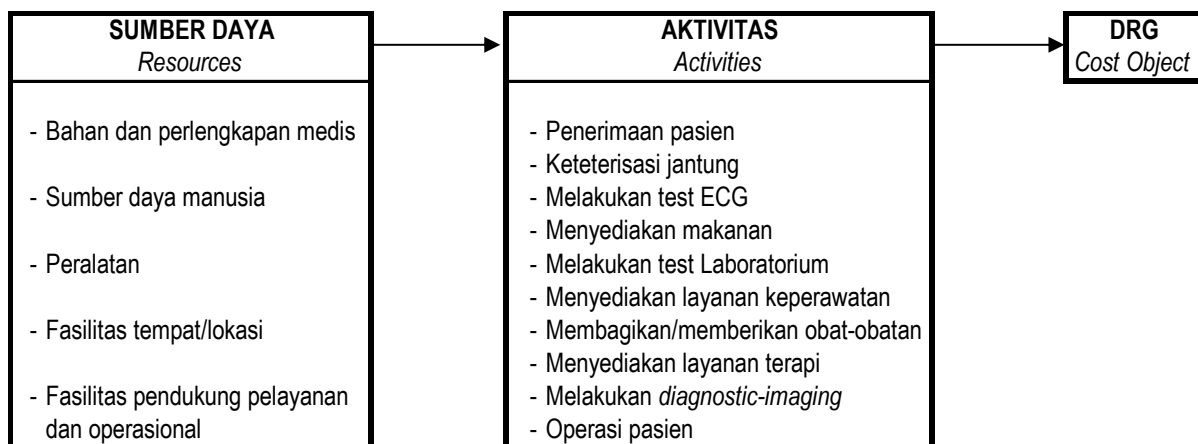 SUMBER DAYA
Resources
- Bahan dan perlengkapan medis
- Sumber daya manusia
- Peralatan
- Fasilitas tempat/lokasi
- Fasilitas pendukung pelayanan
dan operasional
AKTIVITAS
Activities
- Penerimaan pasien
- Keteterisasi jantung
- Melakukan test ECG
- Menyediakan makanan
- Melakukan test Laboratorium
- Menyediakan layanan keperawatan
- Membagikan/memberikan obat-obatan
- Menyediakan layanan terapi
- Melakukan diagnostic-imaging
- Operasi pasien
DRG
Cost Object